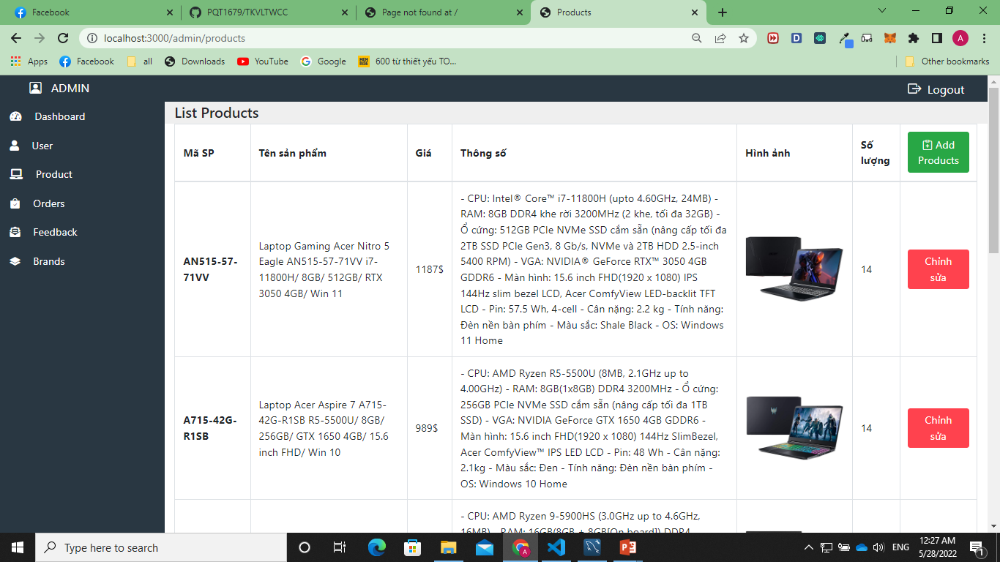 Facebook
PQT1679/TKVLTWCC
Page not found at /
Products
localhost:3000/admin/products
Apps
Facebook
all
Downloads
YouTube
Google
600 từ thiết yếu TO...
Other bookmarks
ADMIN
Logout
Dashboard
User
Product
Orders
Feedback
Brands
List Products
Mã SP
Tên sản phẩm
Giá
Thông số
Hình ảnh
Số
lượng
Add
Products
AN515-57-
71VV
Laptop Gaming Acer Nitro 5
Eagle AN515-57-71VV i7-
11800H/ 8GB/ 512GB/ RTX
3050 4GB/ Win 11
1187$
- CPU: Intel® Core™ i7-11800H (upto 4.60GHz, 24MB) -
RAM: 8GB DDR4 khe rời 3200MHz (2 khe, tối đa 32GB) -
Ổ cứng: 512GB PCIe NVMe SSD cắm sẵn (nâng cấp tối đa
2TB SSD PCIe Gen3, 8 Gb/s, NVMe và 2TB HDD 2.5-inch
5400 RPM) - VGA: NVIDIA® GeForce RTX™ 3050 4GB
GDDR6 - Màn hình: 15.6 inch FHD(1920 x 1080) IPS
144Hz slim bezel LCD, Acer ComfyView LED-backlit TFT
LCD - Pin: 57.5 Wh, 4-cell - Cân nặng: 2.2 kg - Tính năng:
Đèn nền bàn phím - Màu sắc: Shale Black - OS: Windows
11 Home
14
Chỉnh
sửa
A715-42G-
R1SB
Laptop Acer Aspire 7 A715-
42G-R1SB R5-5500U/ 8GB/
256GB/ GTX 1650 4GB/ 15.6
inch FHD/ Win 10
989$
- CPU: AMD Ryzen R5-5500U (8MB, 2.1GHz up to
4.00GHz) - RAM: 8GB(1x8GB) DDR4 3200MHz - Ổ cứng:
256GB PCIe NVMe SSD cắm sẵn (nâng cấp tối đa 1TB
SSD) - VGA: NVIDIA GeForce GTX 1650 4GB GDDR6 -
Màn hình: 15.6 inch FHD(1920 x 1080) 144Hz SlimBezel,
Acer ComfyView™ IPS LED LCD - Pin: 48 Wh - Cân nặng:
2.1kg - Màu sắc: Đen - Tính năng: Đèn nền bàn phím -
OS: Windows 10 Home
14
Chỉnh
sửa
- CPU: AMD Ryzen 9-5900HS (3.0GHz up to 4.6GHz,
16MB) - RAM: 16GB(8GB + 8GB[On board]) DDR4
Type here to search
ENG
12:27 AM
5/28/2022
1